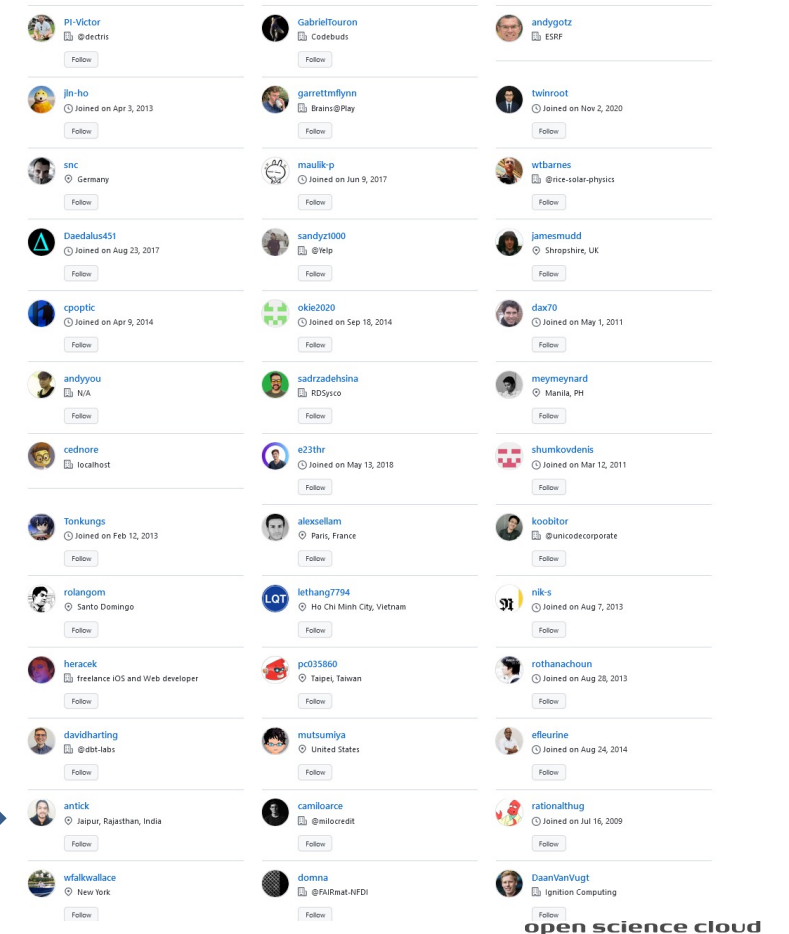 PI-Victor
@dectris
Follow
GabrielTouron
Codebuds
Follow
andygotz
ESRF
jln-ho
Joined on Apr 3, 2013
Follow
garrettmflynn
Brains@Play
Follow
twinroot
Joined on Nov 2, 2020
Follow
snc
Germany
Follow
maulik-p
Joined on Jun 9, 2017
Follow
wtbarnes
@rice-solar-physics
Follow
Daedalus451
Joined on Aug 23, 2017
Follow
sandyz1000
@Yelp
Follow
jamesmudd
Shropshire, UK
Follow
cpoptic
Joined on Apr 9, 2014
Follow
okie2020
Joined on Sep 18, 2014
Follow
dax70
Joined on May 1, 2011
Follow
andyyou
N/A
Follow
sadrzadehsina
RDSysco
Follow
meymeynard
Manila, PH
Follow
cednore
localhost
e23thr
Joined on May 13, 2018
Follow
shumkovdenis
Joined on Mar 12, 2011
Follow
Tonkungs
Joined on Feb 12, 2013
Follow
alexsellam
Paris, France
Follow
koobitor
@unicodecorporate
Follow
rolangom
Santo Domingo
Follow
LQT
lethang7794
Ho Chi Minh City, Vietnam
Follow
nik-s
Joined on Aug 7, 2013
Follow
heracek
freelance iOS and Web developer
Follow
pc035860
Taipei, Taiwan
Follow
rothanachoun
Joined on Aug 28, 2013
Follow
davidharting
@dbt-labs
Follow
mutsumiya
United States
Follow
efleurine
Joined on Aug 24, 2014
Follow
antick
Jaipur, Rajasthan, India
Follow
camiloarce
@milocredit
Follow
rationalthug
Joined on Jul 16, 2009
Follow
wfalkwallace
New York
Follow
domna
@FAIRmat-NFDI
Follow
DaanVanVugt
Ignition Computing
Follow
open science cloud